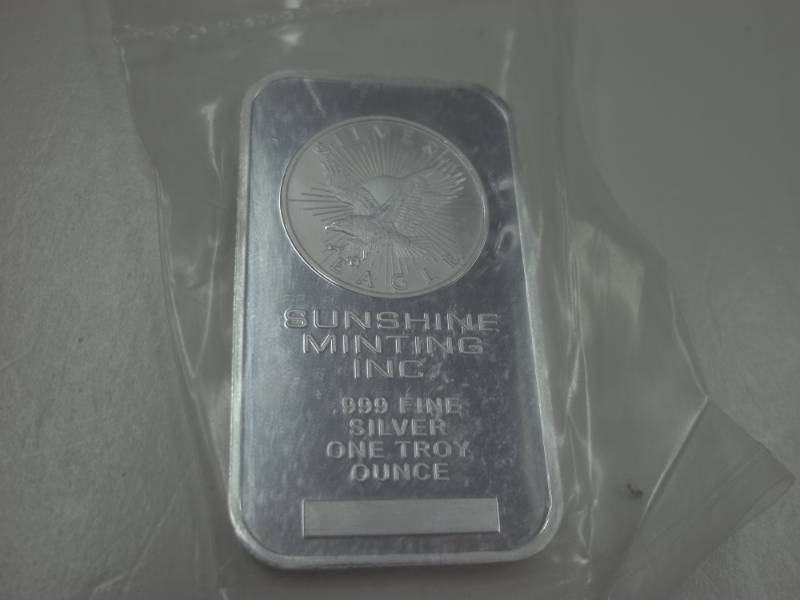 SILVER
EAGLE
SUNSHINE
MINTING
INC
.999 FINE
SILVER
ONE TROY
OUNCE